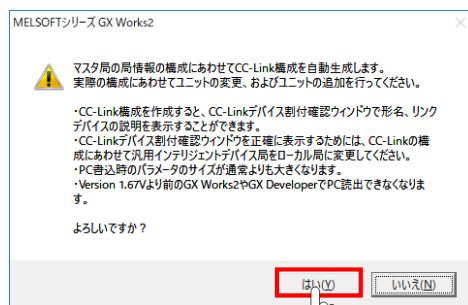 MELSOFTシリーズ GX Works2
マスタ局の局情報の構成にあわせてCC-Link構成を自動生成します。
実際の構成にあわせてユニットの変更、およびユニットの追加を行ってください。
・CC-Link構成を作成すると、CC-Linkデバイス割付確認ウィンドウで形名、リンク
デバイスの説明を表示することができます。
・CC-Linkデバイス割付確認ウィンドウを正確に表示するためには、CC-Linkの構
成にあわせて汎用インテリジェントデバイス局をローカル局に変更してください。
・PC書込時のパラメータのサイズが通常よりも大きくなります。
・Version 1.67Vより前のGX Works2やGX DeveloperでPC読出できなくなりま
す。
よろしいですか？
はい(Y)
いいえ(N)